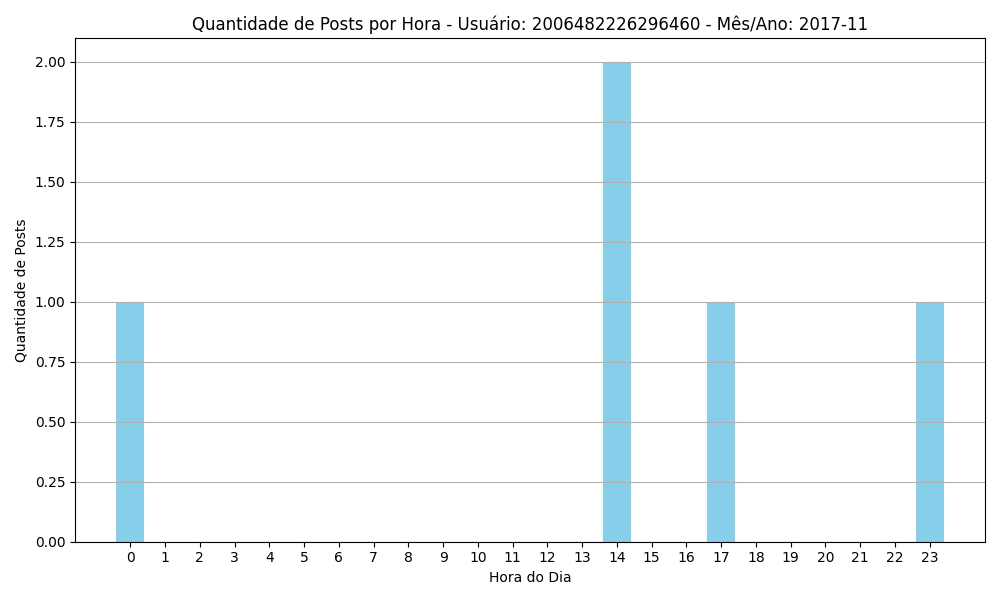 Quantidade de Posts por Hora - Usuário: 2006482226296460 - Mês/Ano: 2017-11
Quantidade de Posts
2.00
1.75
1.50
1.25
1.00
0.75
0.50
0.25
0.00
0 1 2 3 4 5 6 7 8 9 10 11 12 13 14 15 16 17 18 19 20 21 22 23
Hora do Dia